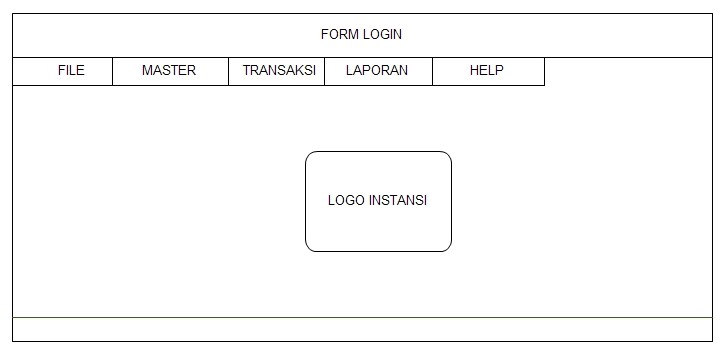 FORM LOGIN
FILE MASTER TRANSAKSI LAPORAN HELP
LOGO INSTANSI